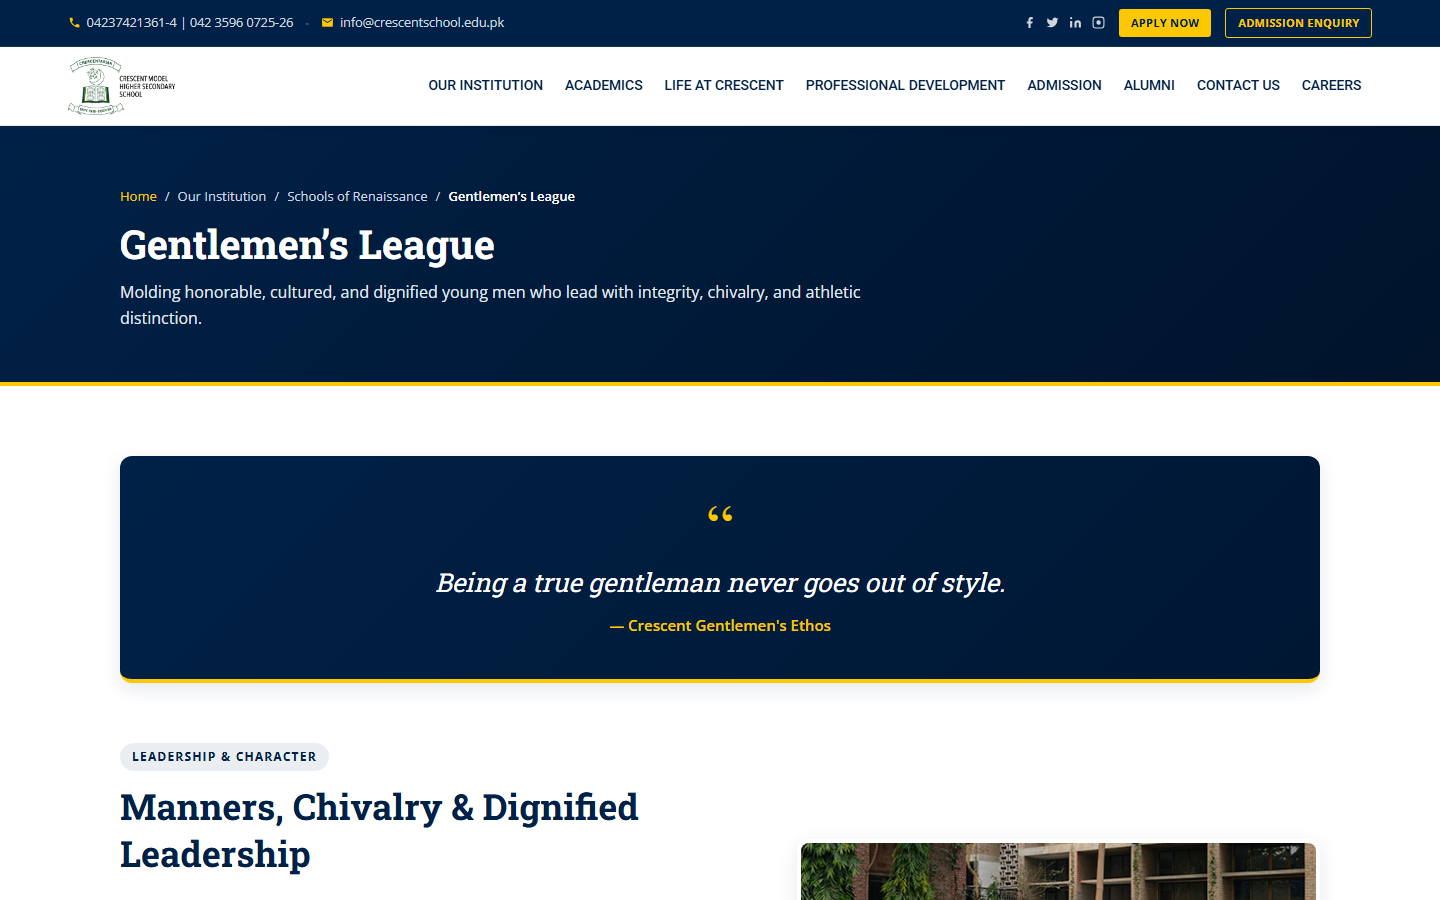 04237421361-4 | 042 3596 0725-26
info@crescentschool.edu.pk
APPLY NOW
ADMISSION ENQUIRY
CRESCENT MODEL
HIGHER SECONDARY
SCHOOL
OUR INSTITUTION
ACADEMICS
LIFE AT CRESCENT
PROFESSIONAL DEVELOPMENT
ADMISSION
ALUMNI
CONTACT US
CAREERS
Home / Our Institution / Schools of Renaissance / Gentlemen’s League
Gentlemen’s League
Molding honorable, cultured, and dignified young men who lead with integrity, chivalry, and athletic
distinction.
“
Being a true gentleman never goes out of style.
— Crescent Gentlemen's Ethos
LEADERSHIP & CHARACTER
Manners, Chivalry & Dignified
Leadership